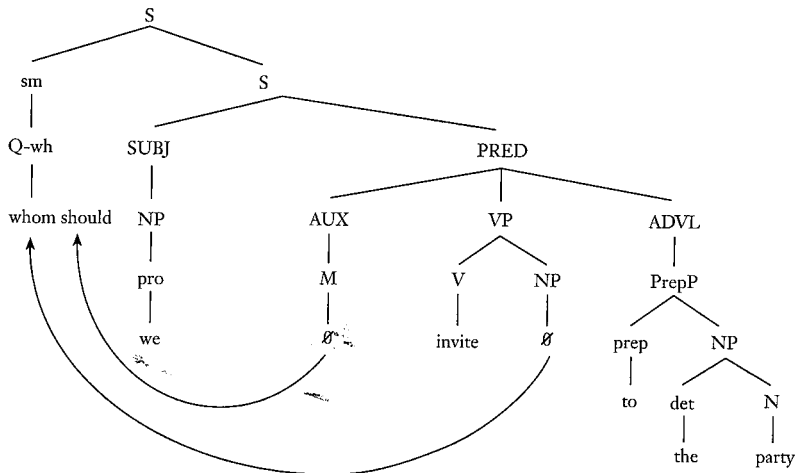 S
sm S
Q-wh SUBJ PRED
whom should NP AUX VP ADVL
pro M V NP PrepP
we Ø invite Ø prep NP
to det N
the party